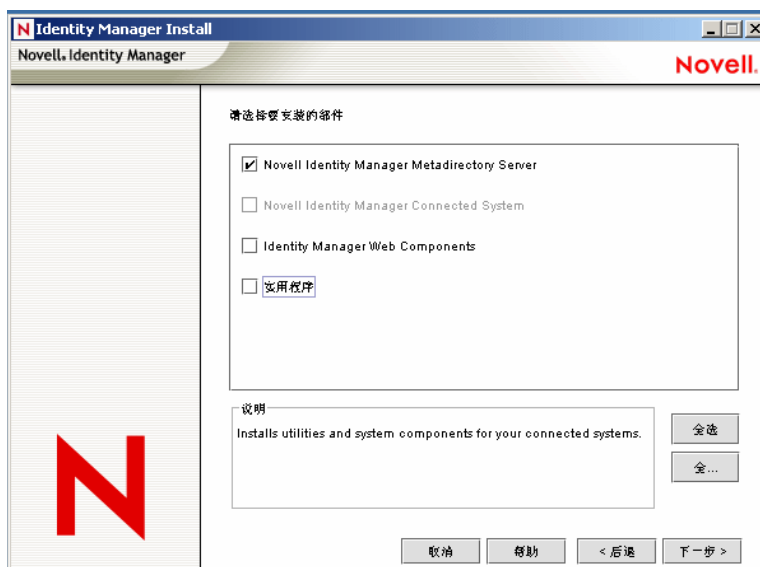 Identity Manager Install
Novell. Identity Manager
Novell.
请选择要安装的部件
Novell Identity Manager Metadirectory Server
Novell Identity Manager Connected System
Identity Manager Web Components
实用程序
说明
Installs utilities and system components for your connected systems.
全选
全...
取消
帮助
< 后退
下一步 >